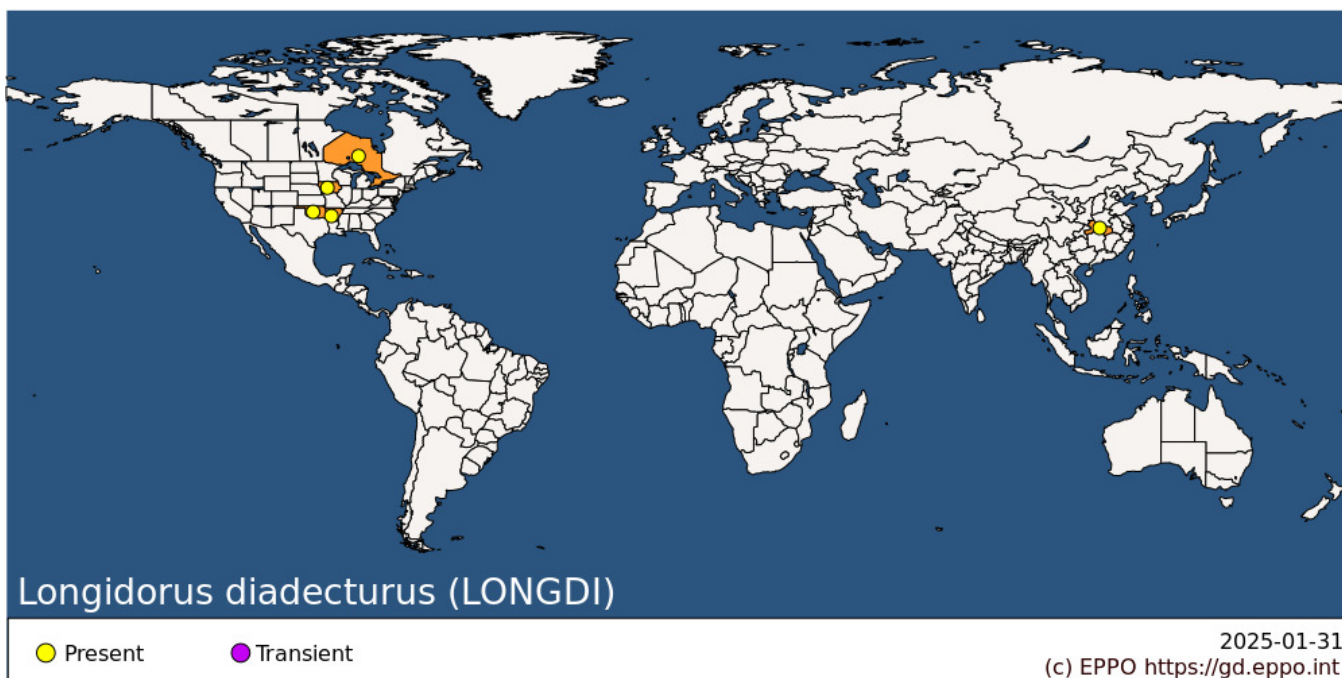 Longidorus diadecturus (LONGDI)
Present
Transient
2025-01-31
(c) EPPO https://gd.eppo.int